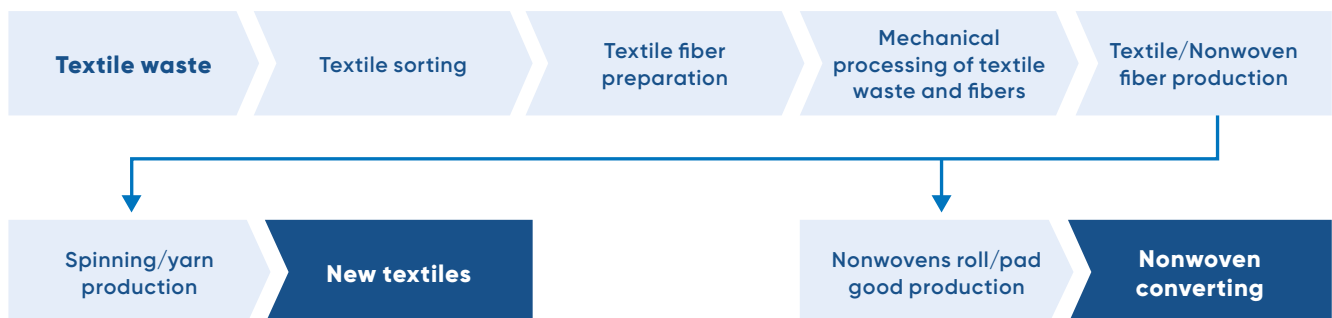 Textile waste
Textile sorting
Textile fiber
preparation
Mechanical
processing of textile
waste and fibers
Textile/Nonwoven
fiber production
Spinning/yarn
production
New textiles
Nonwovens roll/pad
good production
Nonwoven
converting